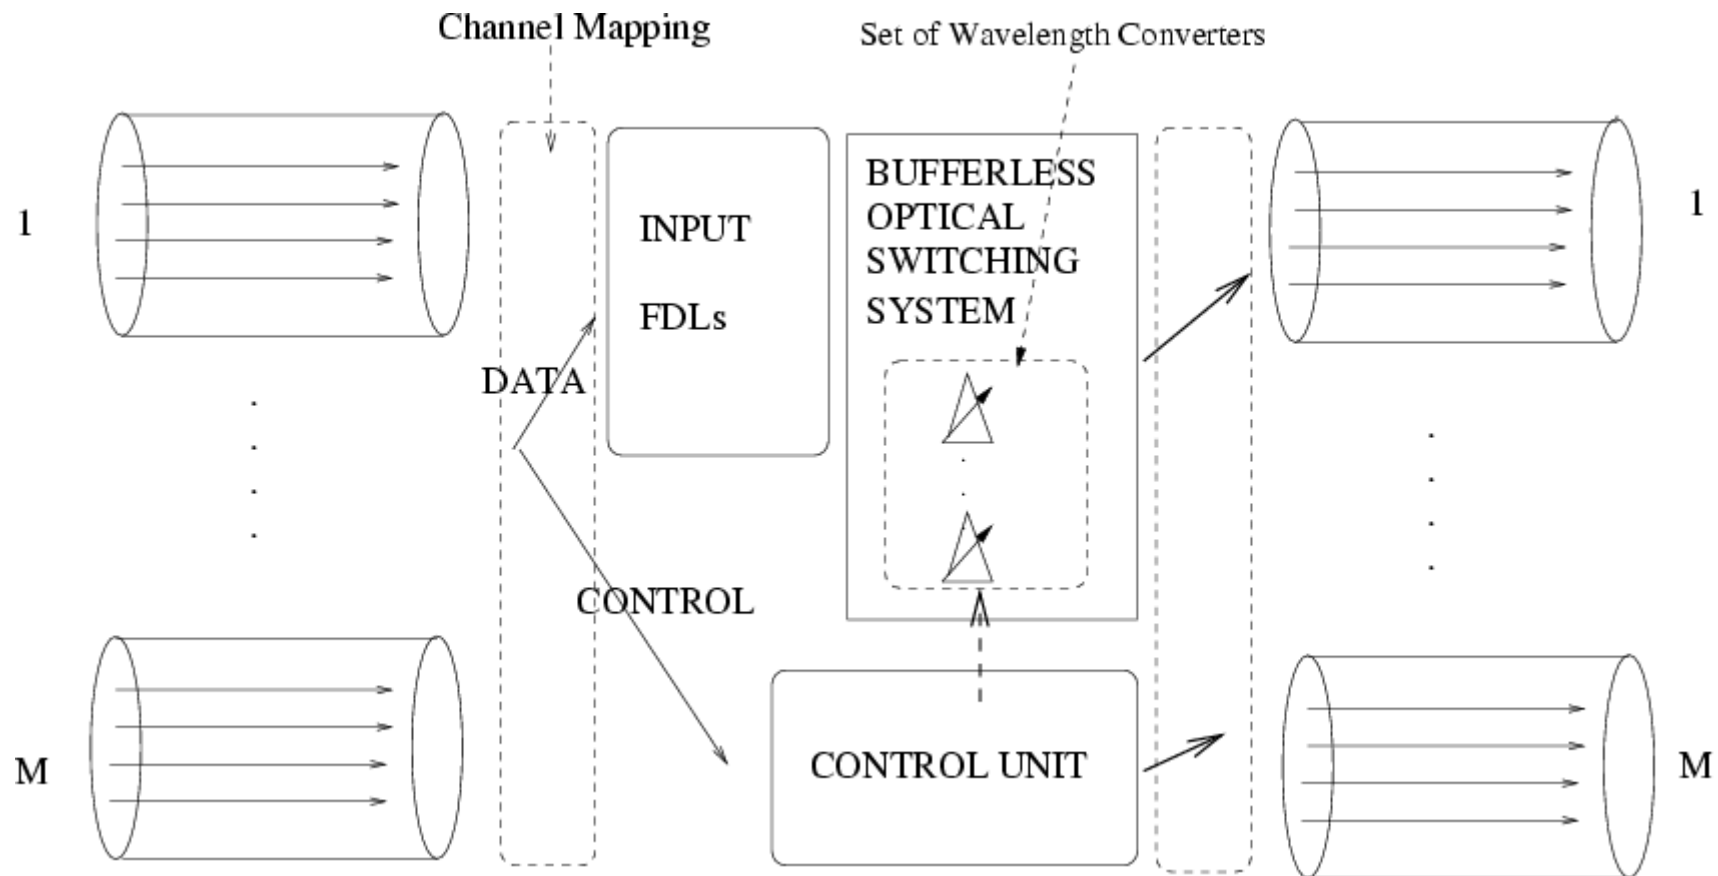 Channel Mapping
Set of Wavelength Converters
1
INPUT
FDLs
BUFFERLESS
OPTICAL
SWITCHING
SYSTEM
1
DATA
CONTROL
M
CONTROL UNIT
M